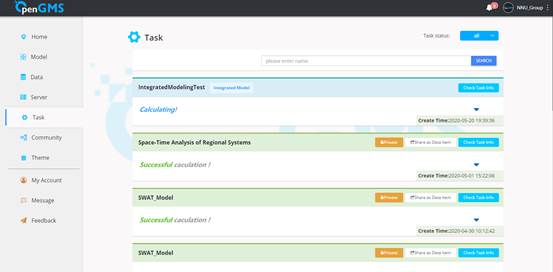 OpenGMS
6
NNU_Group
Home
Model
Data
Server
Task
Community
Theme
My Account
Message
Feedback
Task
Task status:
all
please enter name
SEARCH
IntegratedModelingTest
Integrated Model
Check Task Info
Calculating!
Create Time:2020-05-20 19:39:36
Space-Time Analysis of Regional Systems
Private
Share as Data Item
Check Task Info
Successful caculation !
Create Time:2020-05-01 15:22:06
SWAT_Model
Private
Share as Data Item
Check Task Info
Successful caculation !
Create Time:2020-04-30 10:12:42
SWAT_Model
Private
Share as Data Item
Check Task Info